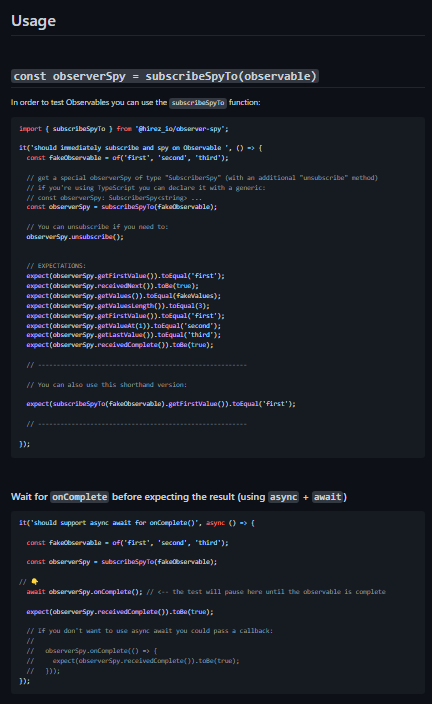 Usage
const observerSpy = subscribeSpyTo(observable)
In order to test Observables you can use the subscribeSpyTo function:
import { subscribeSpyTo } from '@hirez_io/observer-spy';
it('should immediately subscribe and spy on Observable ', () => {
const fakeObservable = of('first', 'second', 'third');
// get a special observerSpy of type "SubscriberSpy" (with an additional "unsubscribe" method)
// if you're using TypeScript you can declare it with a generic:
// const observerSpy: SubscriberSpy<string> ...
const observerSpy = subscribeSpyTo(fakeObservable);
// You can unsubscribe if you need to:
observerSpy.unsubscribe();
// EXPECTATIONS:
expect(observerSpy.getFirstValue()).toEqual('first');
expect(observerSpy.receivedNext()).toBe(true);
expect(observerSpy.getValues()).toEqual(fakeValues);
expect(observerSpy.getValuesLength()).toEqual(3);
expect(observerSpy.getFirstValue()).toEqual('first');
expect(observerSpy.getValueAt(1)).toEqual('second');
expect(observerSpy.getLastValue()).toEqual('third');
expect(observerSpy.receivedComplete()).toBe(true);
// --------------------------------------------------------
// You can also use this shorthand version:
expect(subscribeSpyTo(fakeObservable).getFirstValue()).toEqual('first');
// --------------------------------------------------------
});
Wait for onComplete before expecting the result (using async + await)
it('should support async await for onComplete()', async () => {
const fakeObservable = of('first', 'second', 'third');
const observerSpy = subscribeSpyTo(fakeObservable);
// 👇
await observerSpy.onComplete(); // <-- the test will pause here until the observable is complete
expect(observerSpy.receivedComplete()).toBe(true);
// If you don't want to use async await you could pass a callback:
//
// observerSpy.onComplete(() => {
// expect(observerSpy.receivedComplete()).toBe(true);
// }));
});